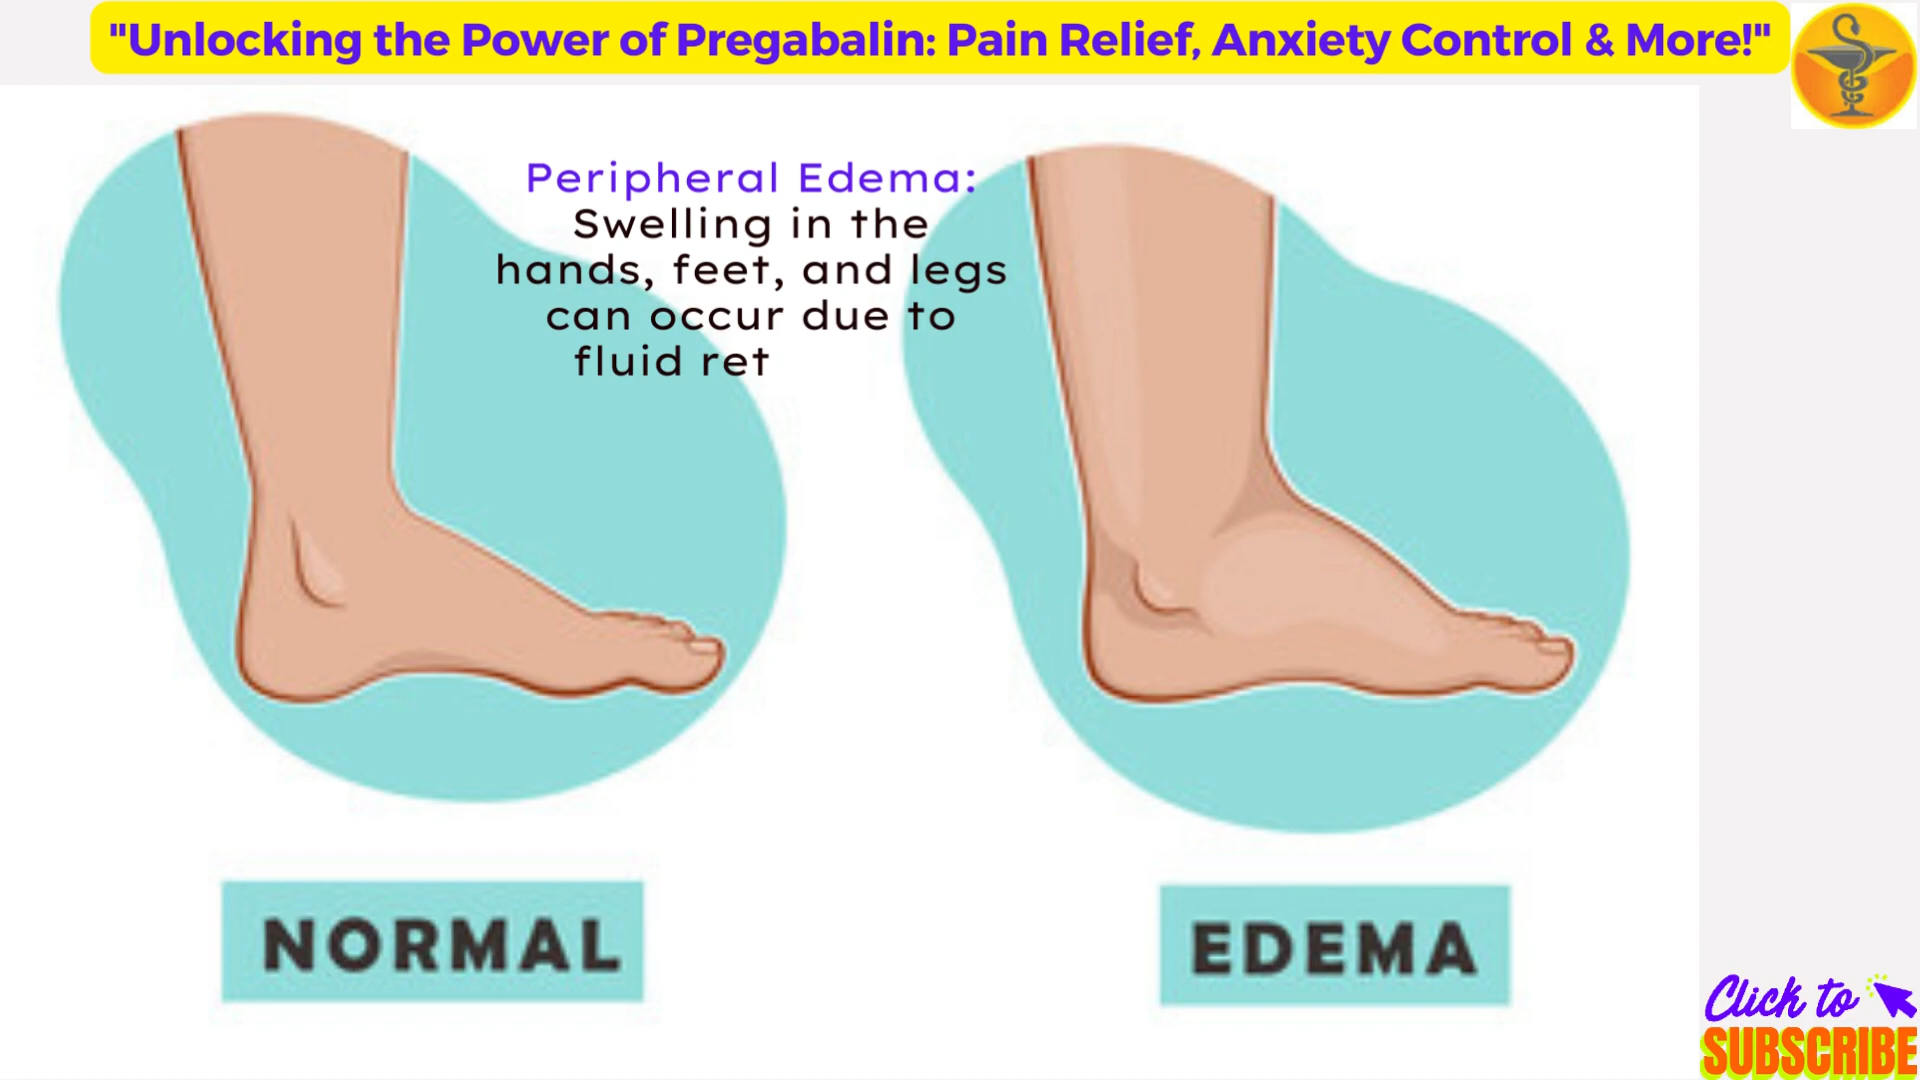 "Unlocking the Power of Pregabalin: Pain Relief, Anxiety Control & More!"
Peripheral Edema:
Swelling in the
hands, feet, and legs
can occur due to
fluid ret
NORMAL
EDEMA
Click to
SUBSCRIBE